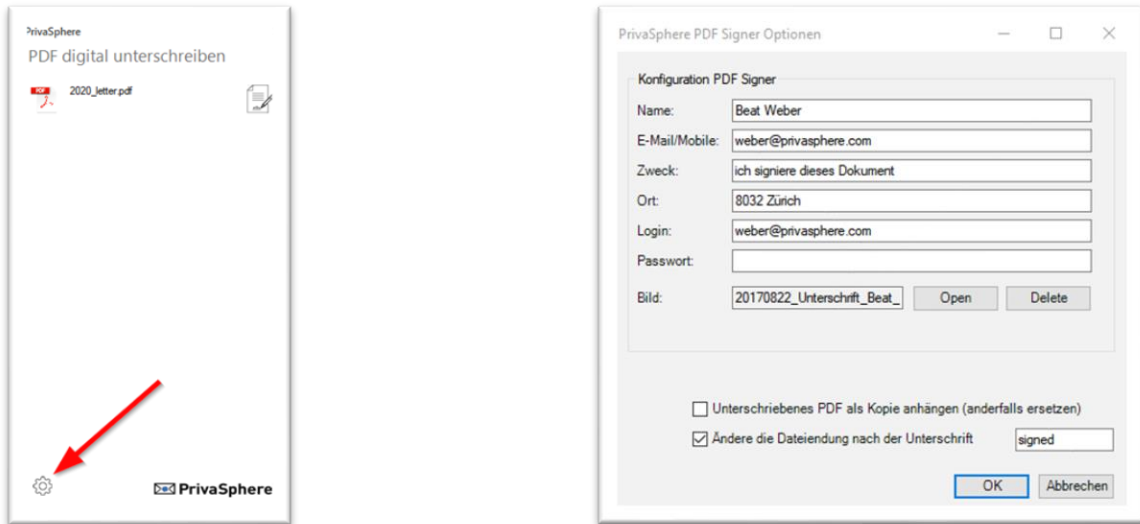 PrivaSphere
PDF digital unterschreiben
PDF
2020_letter.pdf
PrivaSphere
PrivaSphere PDF Signer Optionen
Konfiguration PDF Signer
Name: Beat Weber
E-Mail/Mobile: weber@privasphere.com
Zweck: ich signiere dieses Dokument
Ort: 8032 Zürich
Login: weber@privasphere.com
Passwort:
Bild: 20170822_Unterschrift_Beat_ Open Delete
Unterschriebenes PDF als Kopie anhängen (anderfalls ersetzen)
Ändere die Dateiendung nach der Unterschrift signed
OK Abbrechen